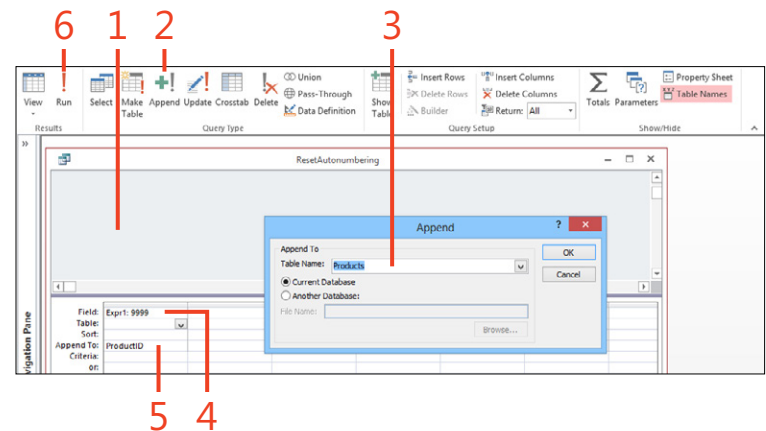 6 1 2 3
View
Run
Results
Select
Make Table
Append
Update
Crosstab
Delete
Union
Pass-Through
Data Definition
Query Type
Show Table
Insert Rows
Delete Rows
Builder
Insert Columns
Delete Columns
Return: All
Query Setup
Totals
Parameters
Property Sheet
Table Names
Show/Hide
»
ResetAutonumbering
Append
? ×
Append To
Table Name: Products
OK
Current Database
Cancel
Another Database:
File Name:
Browse...
Field: Expr1: 9999
Table:
Sort:
Append To: ProductID
Criteria:
or:
vigation Pane
5 4